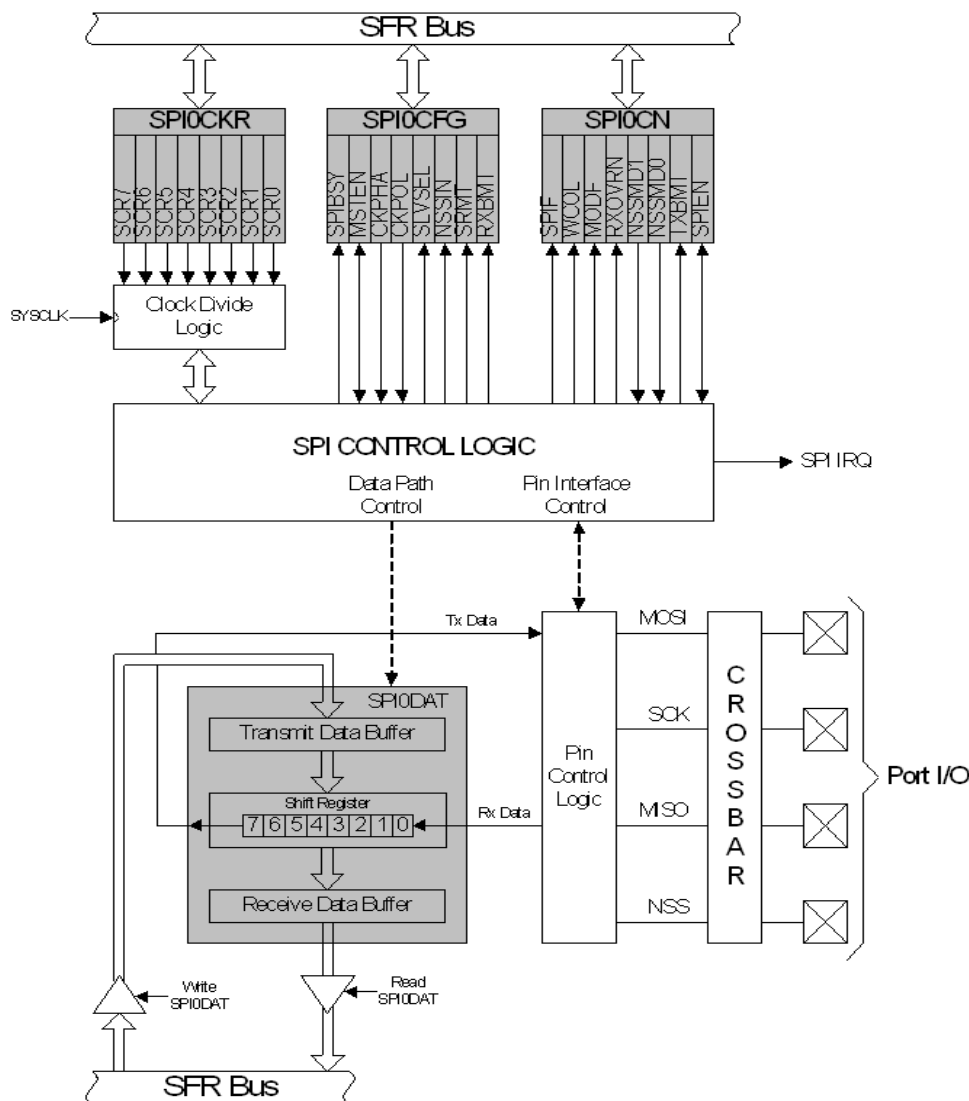 SFR Bus
SPI0CKR
SPI0CFG
SPI0CN
SCR7
SCR6
SCR5
SCR4
SCR3
SCR2
SCR1
SCR0
SPIBSY
MSTEN
CKPHA
CKPOL
SLVSEL
NSSIN
SRMT
RXBMT
SPIF
WCOL
MODF
RXOVRN
NSSMD1
NSSMD0
TXBMT
SPIEN
SYSCLK
Clock Divide
Logic
SPI CONTROL LOGIC
Data Path
Control
Pin Interface
Control
SPI IRQ
Tx Data
MOSI
SPI0DAT
Transmit Data Buffer
SCK
Shift Register
7 6 5 4 3 2 1 0
Rx Data
Pin
Control
Logic
MISO
CROSSBAR
Port I/O
Receive Data Buffer
NSS
Write
SPI0DAT
Read
SPI0DAT
SFR Bus